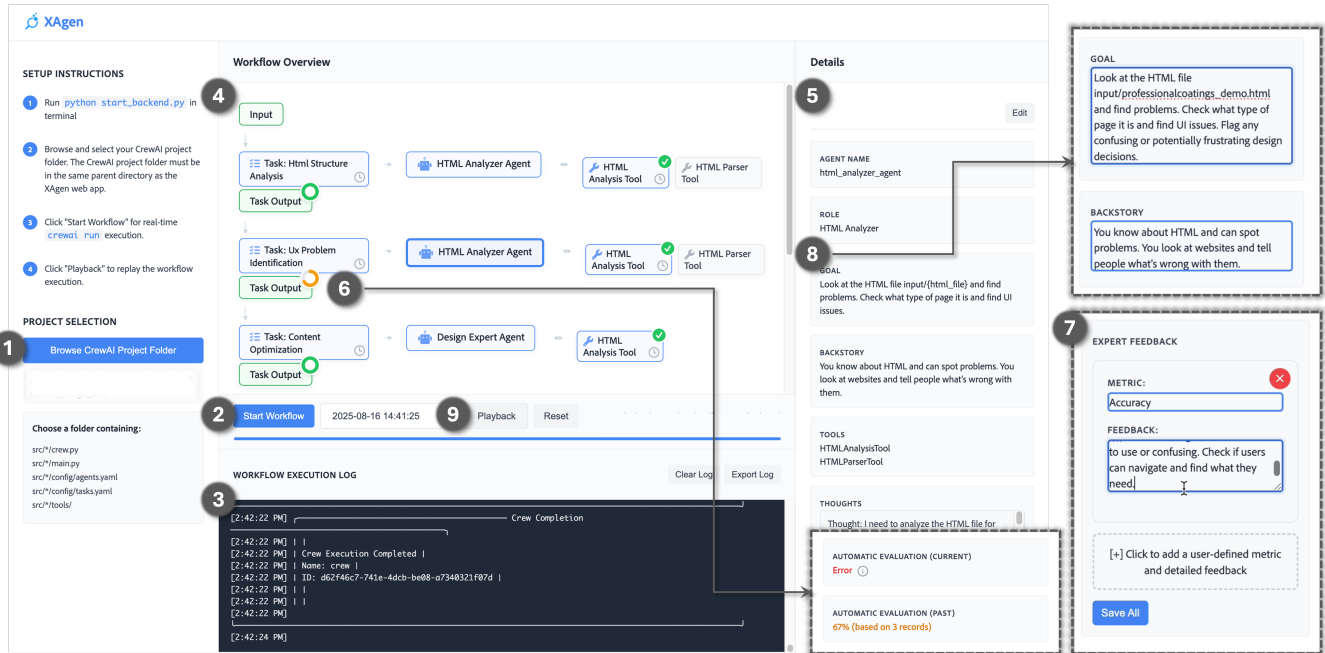 XAgen
SETUP INSTRUCTIONS
1 Run python start_backend.py in
terminal
2 Browse and select your CrewAI project
folder. The CrewAI project folder must be
in the same parent directory as the
XAgen web app.
3 Click "Start Workflow" for real-time
crewai run execution.
4 Click "Playback" to replay the workflow
execution.
PROJECT SELECTION
1
Browse CrewAI Project Folder
Choose a folder containing:
src/*/crew.py
src/*/main.py
src/*/config/agents.yaml
src/*/config/tasks.yaml
src/*/tools/
Workflow Overview
4
Input
Task: Html Structure
Analysis
Task Output
HTML Analyzer Agent
HTML
Analysis Tool
HTML Parser
Tool
Task: Ux Problem
Identification
Task Output
6
HTML Analyzer Agent
HTML
Analysis Tool
HTML Parser
Tool
Task: Content
Optimization
Task Output
Design Expert Agent
HTML
Analysis Tool
2
Start Workflow
2025-08-16 14:41:25
9
Playback
Reset
WORKFLOW EXECUTION LOG
Clear Log
Export Log
3
[2:42:22 PM] Crew Completion
[2:42:22 PM] | |
[2:42:22 PM] | Crew Execution Completed |
[2:42:22 PM] | Name: crew |
[2:42:22 PM] | ID: d62f46c7-741e-4dcb-be08-a7340321f07d |
[2:42:22 PM] | |
[2:42:22 PM] | |
[2:42:22 PM]
[2:42:24 PM]
Details
5
Edit
AGENT NAME
html_analyzer_agent
ROLE
HTML Analyzer
8
GOAL
Look at the HTML file input/{html_file} and find
problems. Check what type of page it is and find UI
issues.
BACKSTORY
You know about HTML and can spot problems. You
look at websites and tell people what's wrong with
them.
TOOLS
HTMLAnalysisTool
HTMLParserTool
THOUGHTS
Thought: I need to analyze the HTML file for
AUTOMATIC EVALUATION (CURRENT)
Error
AUTOMATIC EVALUATION (PAST)
67% (based on 3 records)
GOAL
Look at the HTML file
input/professionalcoatings_demo.html
and find problems. Check what type of
page it is and find UI issues. Flag any
confusing or potentially frustrating design
decisions.
BACKSTORY
You know about HTML and can spot
problems. You look at websites and tell
people what's wrong with them.
7
EXPERT FEEDBACK
METRIC:
Accuracy
FEEDBACK:
to use or confusing. Check if users
can navigate and find what they
need.
[+] Click to add a user-defined metric
and detailed feedback
Save All